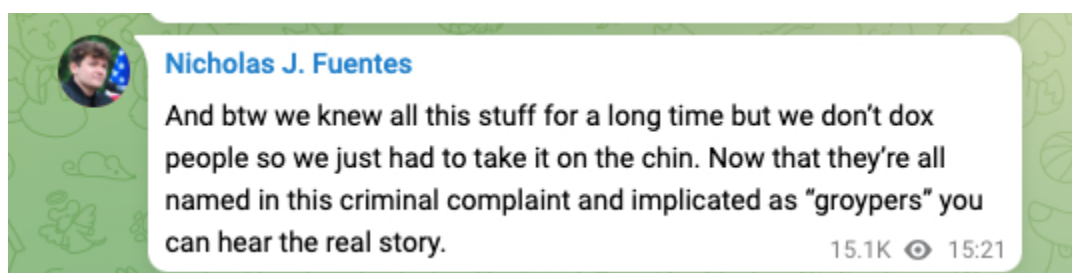 Nicholas J. Fuentes
And btw we knew all this stuff for a long time but we don’t dox
people so we just had to take it on the chin. Now that they’re all
named in this criminal complaint and implicated as “groypers” you
can hear the real story.
15.1K 15:21